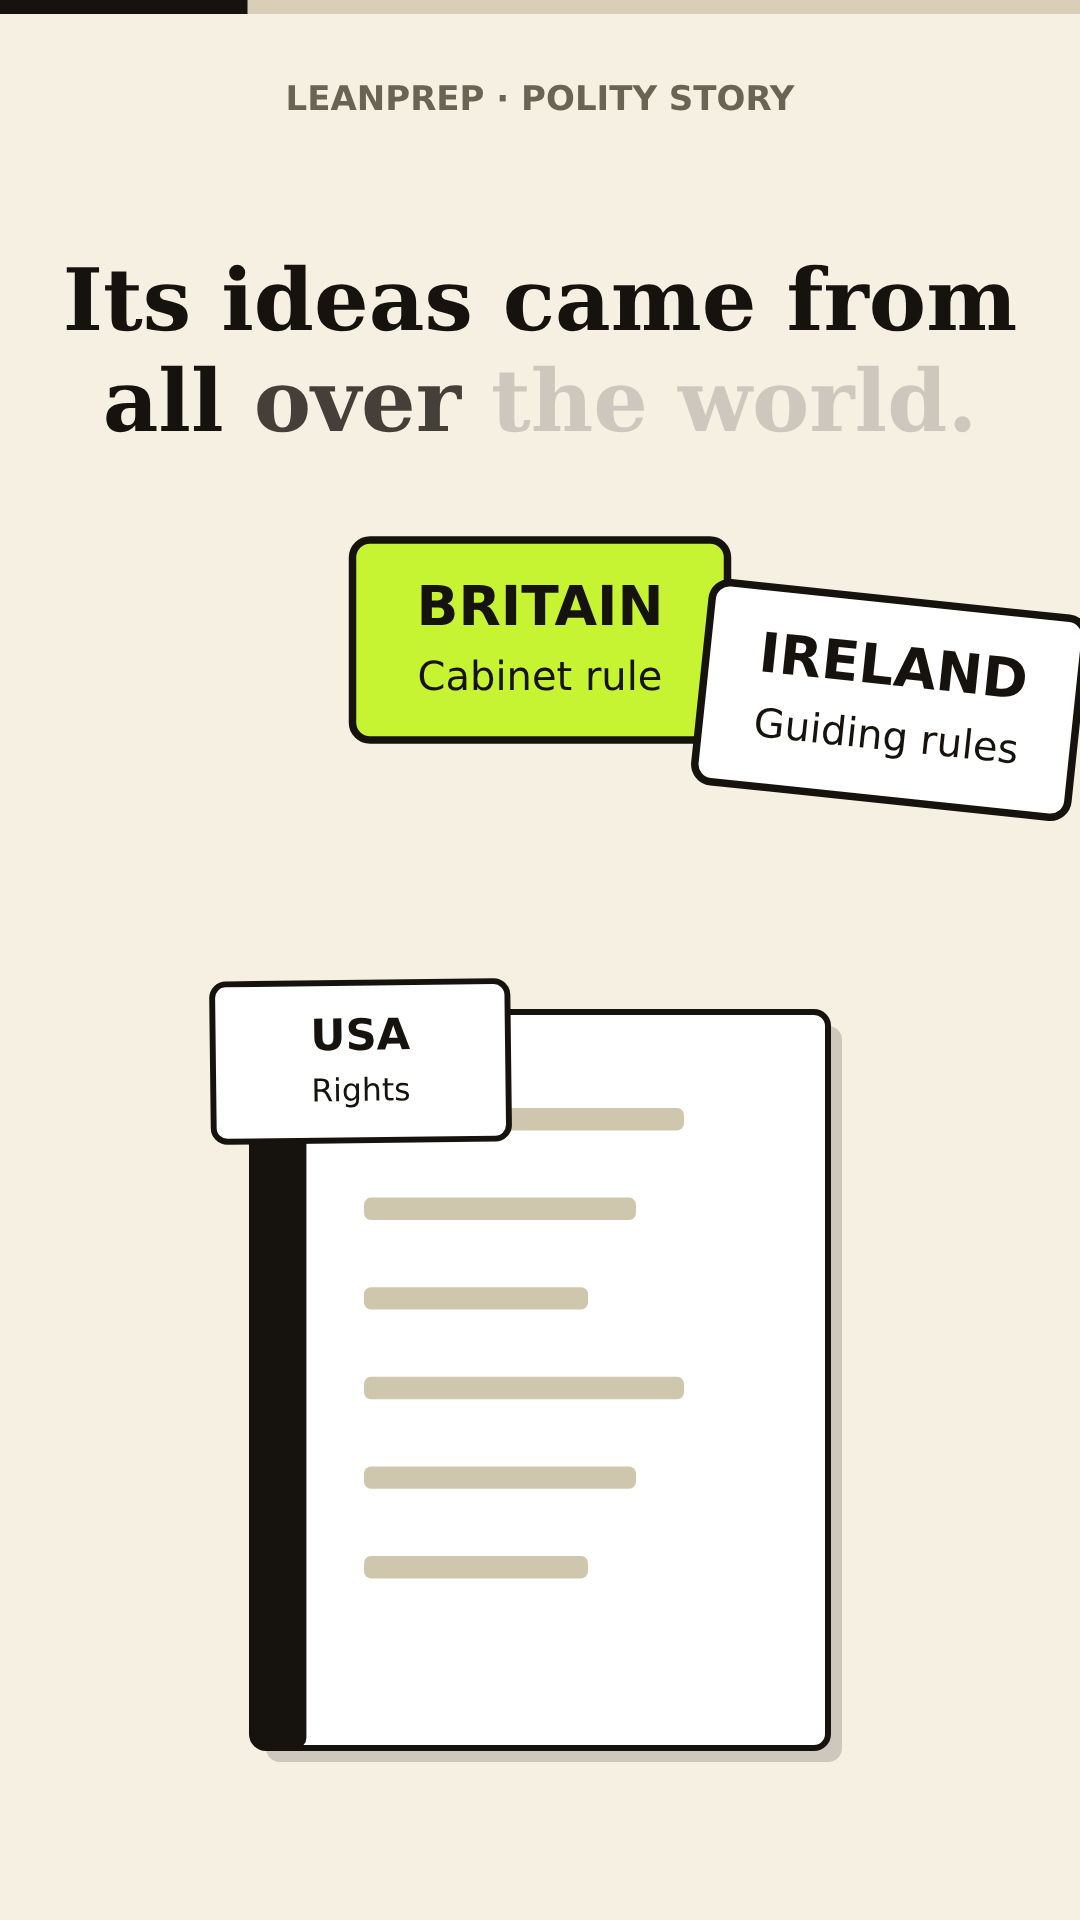 LEANPREP · POLITY STORY
Its ideas came from
all over the world.
BRITAIN
Cabinet rule
IRELAND
Guiding rules
USA
Rights